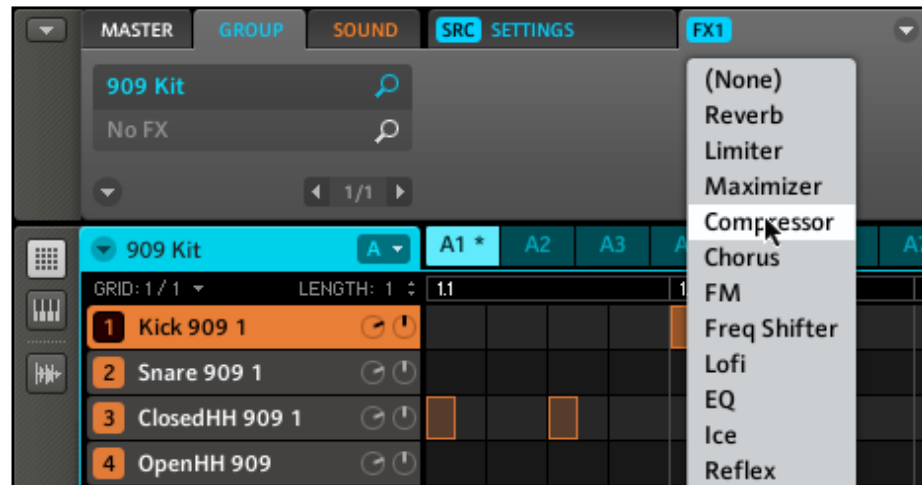 MASTER GROUP SOUND SRC SETTINGS FX1
909 Kit
No FX
1/1
(None)
Reverb
Limiter
Maximizer
Compressor
Chorus
FM
Freq Shifter
Lofi
EQ
Ice
Reflex
909 Kit A A1 * A2 A3
GRID: 1 / 1 LENGTH: 1 1.1
1 Kick 909 1
2 Snare 909 1
3 ClosedHH 909 1
4 OpenHH 909